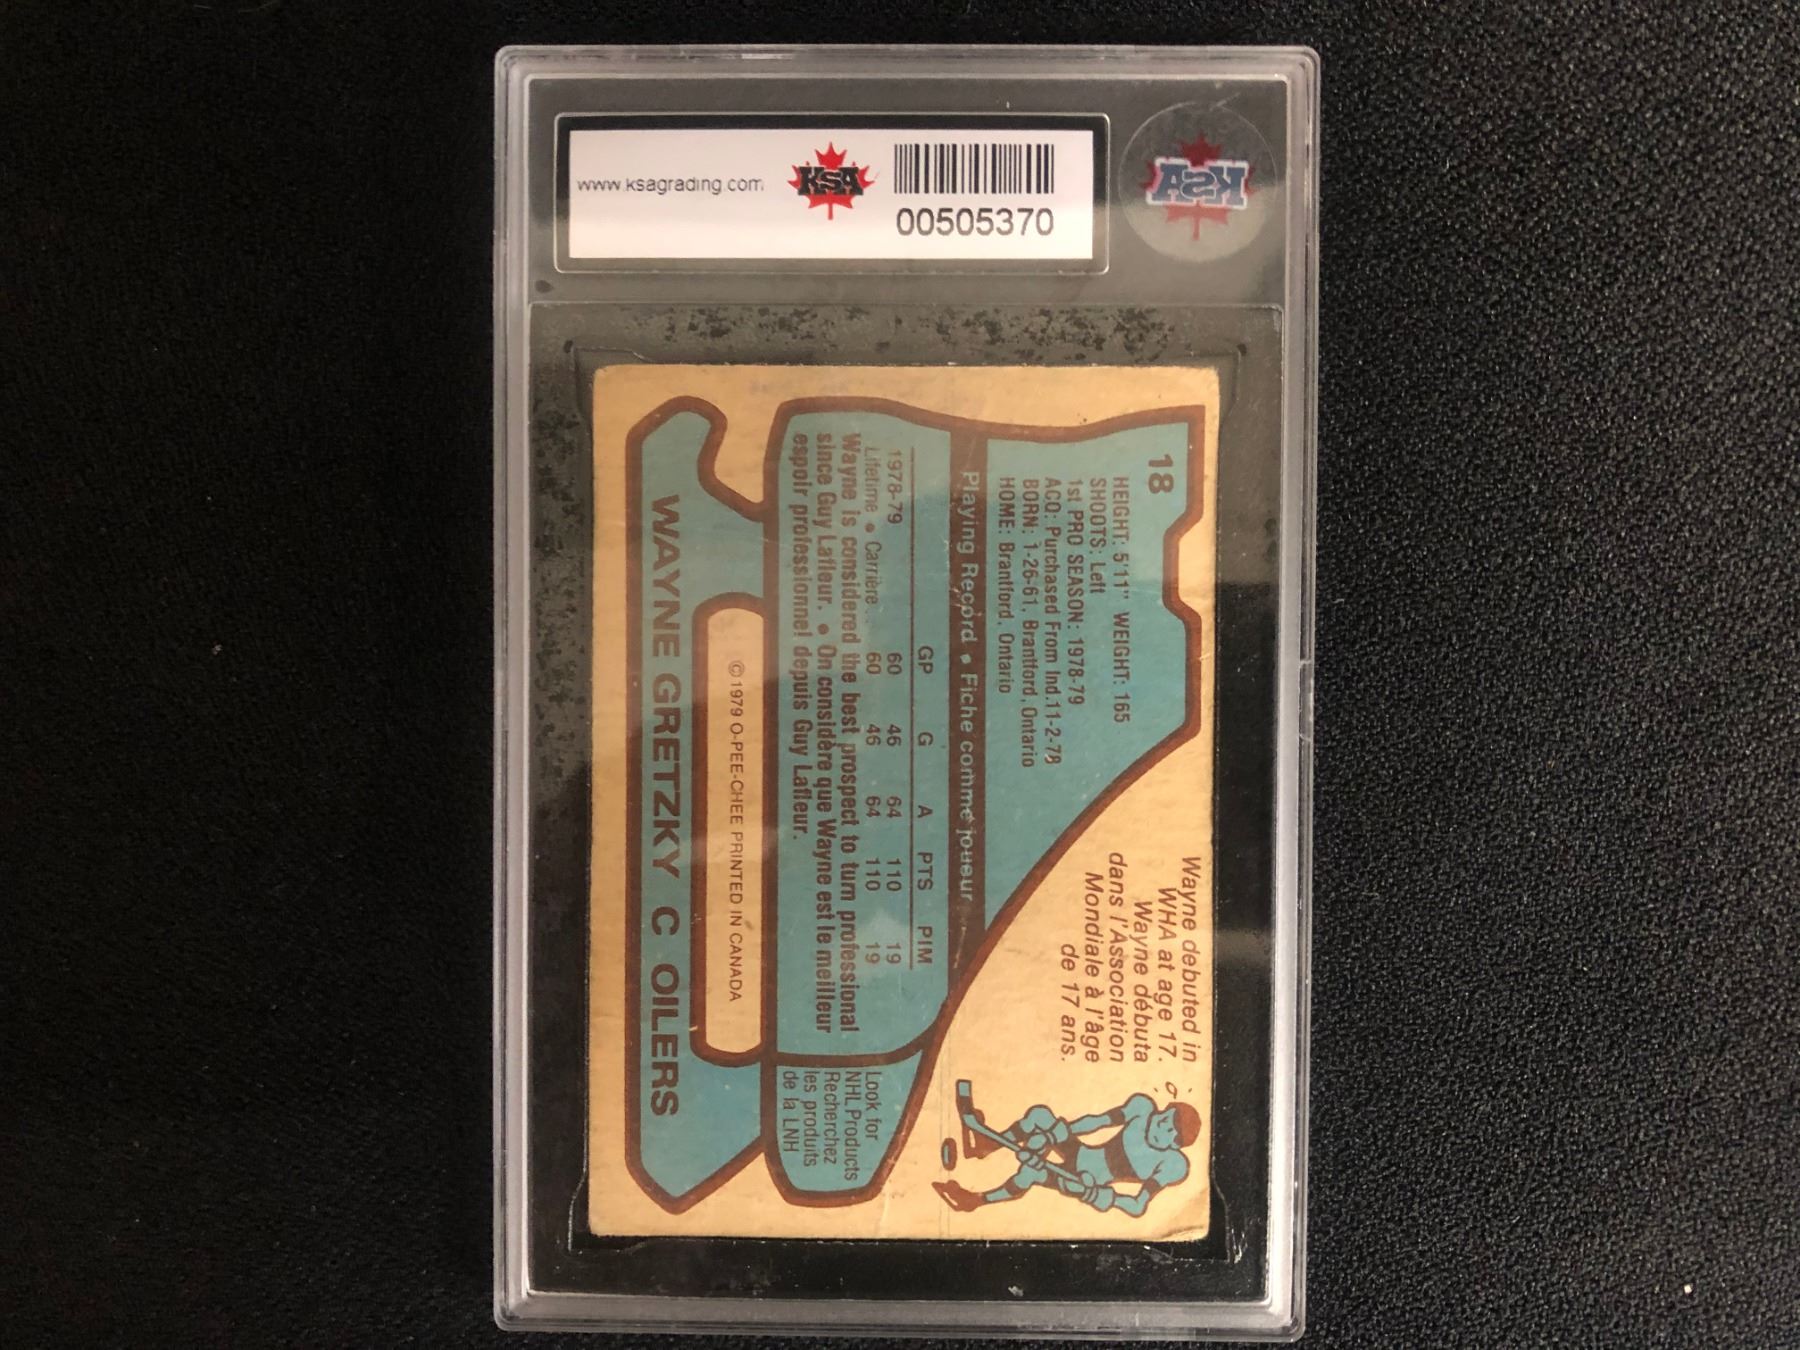 www.ksagrading.com
KSA
00505370
KSA
18
HEIGHT: 5'11" WEIGHT: 165
SHOOTS: Left
1st PRO SEASON: 1978-79
ACQ: Purchased From Ind. 11-2-78
BORN: 1-26-61, Brantford, Ontario
HOME: Brantford, Ontario
Wayne debuted in
WHA at age 17.
Wayne débuta
dans l'Association
Mondiale à l'âge
de 17 ans.
Playing Record • Fiche comme joueur
GP G A PTS PIM
1978-79 60 46 64 110 19
Lifetime • Carrière: 60 46 64 110 19
Wayne is considered the best prospect to turn professional
since Guy Lafleur. • On considère que Wayne est le meilleur
espoir professionnel depuis Guy Lafleur.
Look for
NHL Products
Recherchez
les produits
de la LNH
©1979 O-PEE-CHEE PRINTED IN CANADA
WAYNE GRETZKY C OILERS